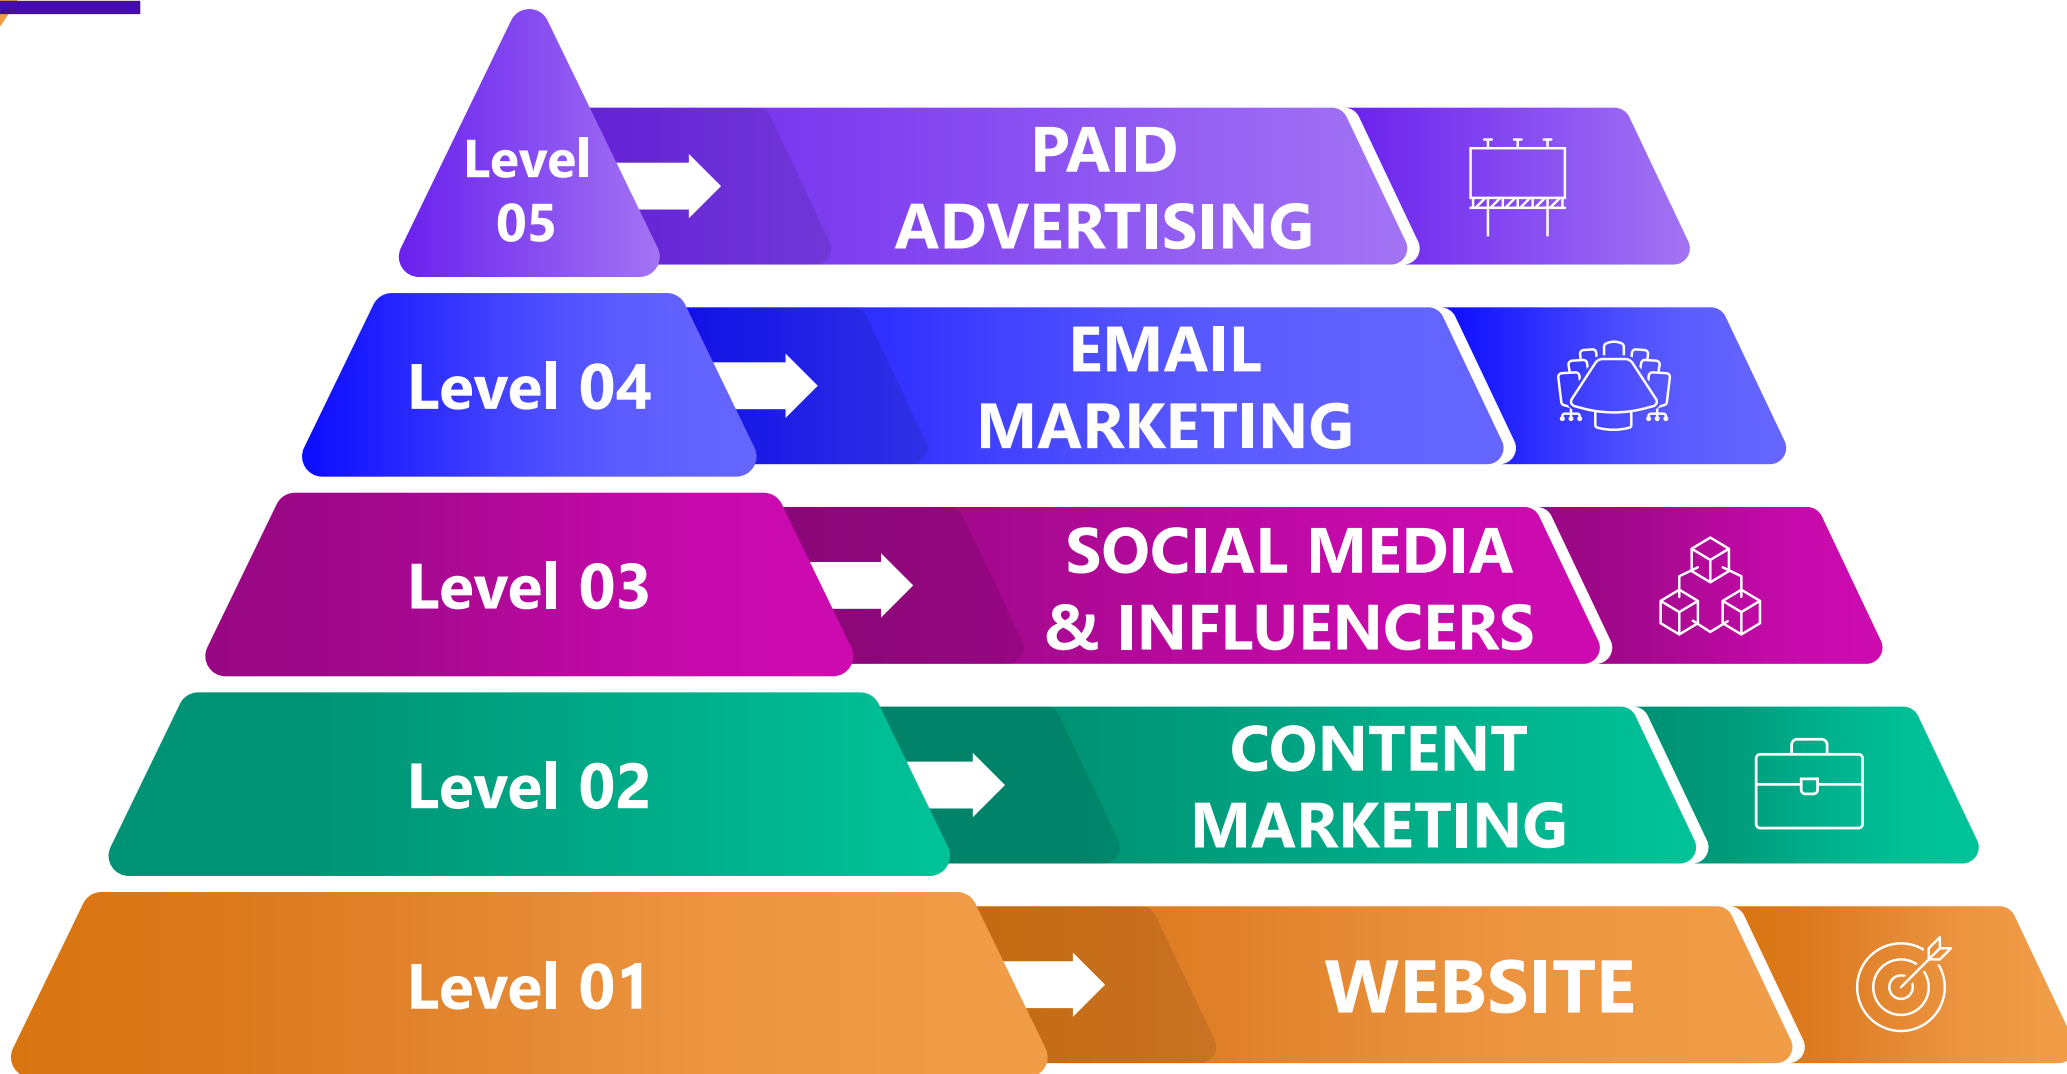 Level
05
PAID
ADVERTISING
Level 04
EMAIL
MARKETING
Level 03
SOCIAL MEDIA
& INFLUENCERS
Level 02
CONTENT
MARKETING
Level 01
WEBSITE